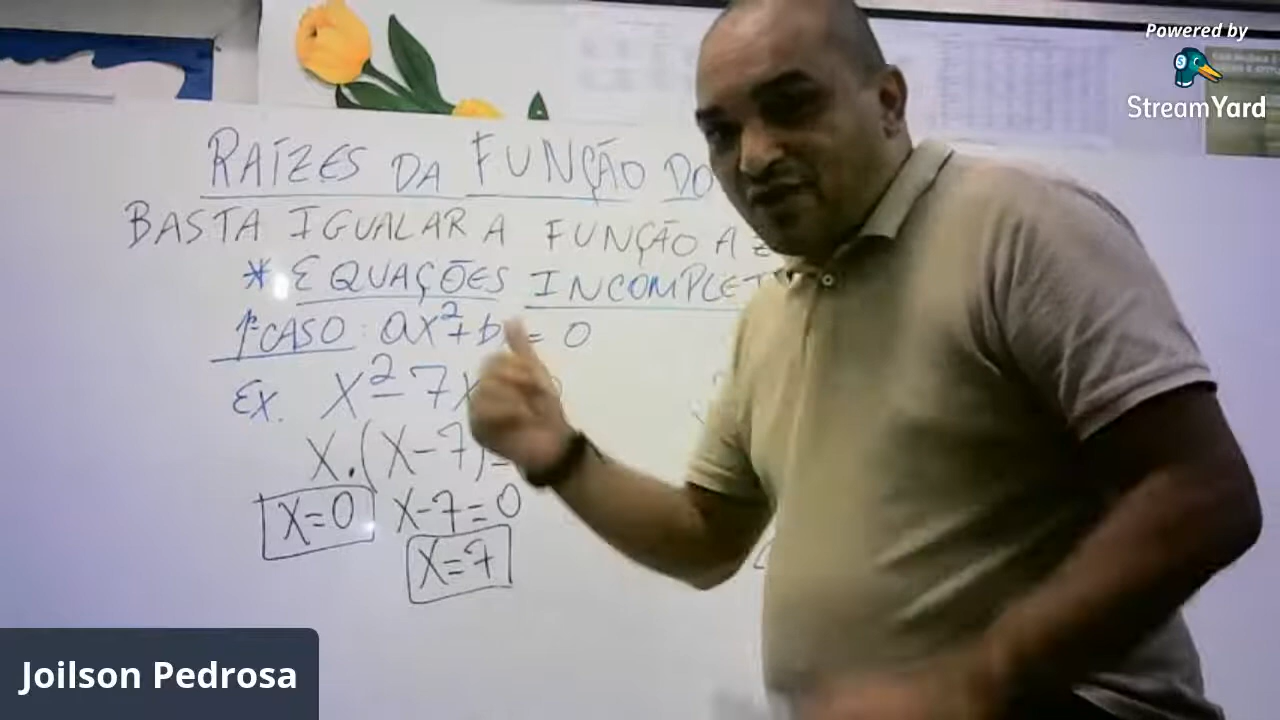 Powered by
StreamYard
RAÍZES DA FUNÇÃO DO
BASTA IGUALAR A FUNÇÃO A
* EQUAÇÕES INCOMPLET
1º CASO : ax²+b = 0
Ex. x²-7x
x.(x-7)=
x=0 x-7=0
x=7
Joilson Pedrosa